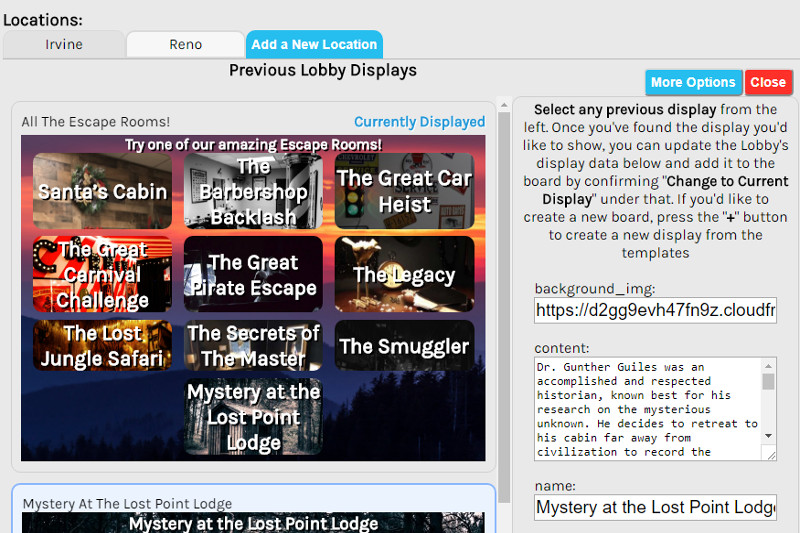 Locations:
Irvine
Reno
Add a New Location
Previous Lobby Displays
More Options
Close
All The Escape Rooms!
Currently Displayed
Try one of our amazing Escape Rooms!
Santa's Cabin
The
Barbershop
Backlash
The Great Car
Heist
The Great
Carnival
Challenge
The Great
Pirate Escape
The Legacy
The Lost
Jungle Safari
The Secrets of
The Master
The Smuggler
Mystery at the
Lost Point
Lodge
Mystery At The Lost Point Lodge
Mystery at the Lost Point Lodge
Select any previous display from the
left. Once you've found the display you'd
like to show, you can update the Lobby's
display data below and add it to the
board by confirming "Change to Current
Display" under that. If you'd like to
create a new board, press the "+" button
to create a new display from the
templates
background_img:
https://d2gg9evh47fn9z.cloudfr
content:
Dr. Gunther Guiles was an
accomplished and respected
historian, known best for his
research on the mysterious
unknown. He decides to retreat to
his cabin far away from
civilization to record the
name:
Mystery at the Lost Point Lodge